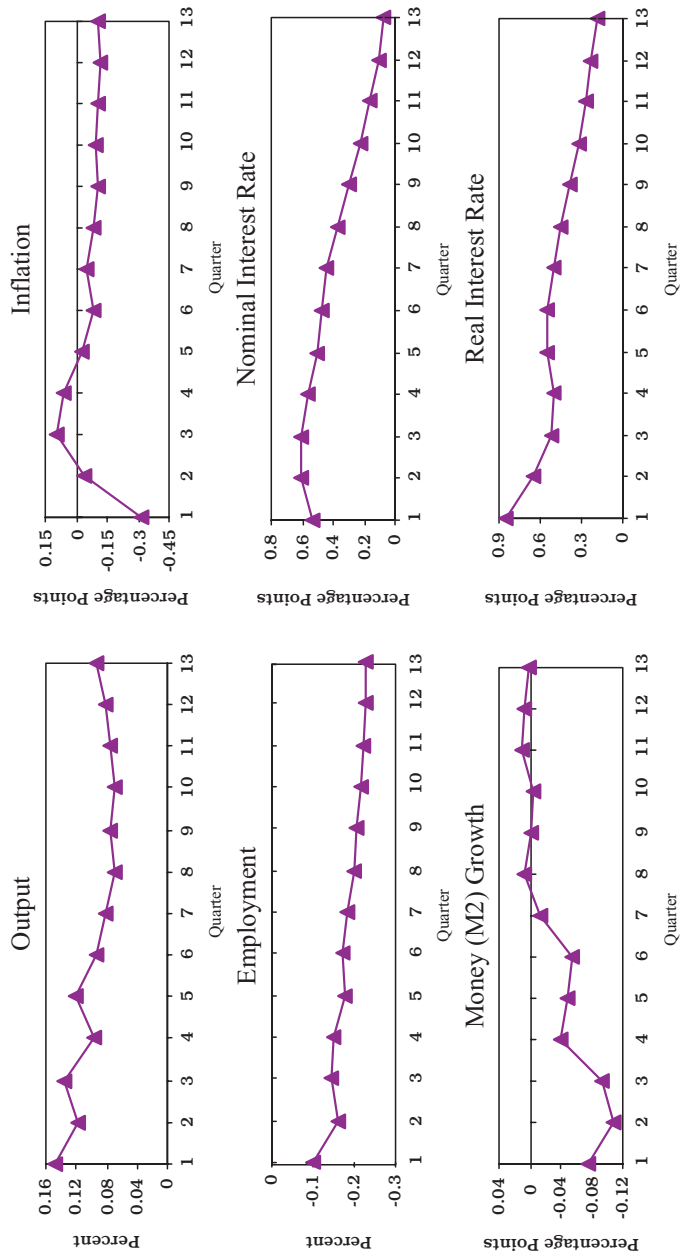 Output
Percent
0.16
0.12
0.08
0.04
0
1 2 3 4 5 6 7 8 9 10 11 12 13
Quarter
Inflation
Percentage Points
0.15
0
-0.15
-0.3
-0.45
1 2 3 4 5 6 7 8 9 10 11 12 13
Quarter
Employment
Percent
0
-0.1
-0.2
-0.3
1 2 3 4 5 6 7 8 9 10 11 12 13
Quarter
Nominal Interest Rate
Percentage Points
0.8
0.6
0.4
0.2
0
1 2 3 4 5 6 7 8 9 10 11 12 13
Quarter
Money (M2) Growth
Percentage Points
0.04
0
-0.04
-0.08
-0.12
1 2 3 4 5 6 7 8 9 10 11 12 13
Quarter
Real Interest Rate
Percentage Points
0.9
0.6
0.3
0
1 2 3 4 5 6 7 8 9 10 11 12 13
Quarter